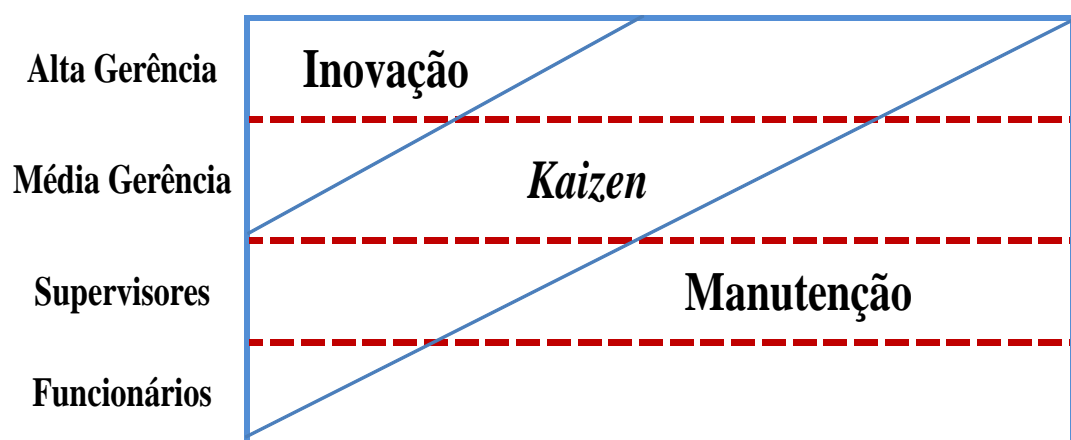 Alta Gerência
Inovação
Média Gerência
Kaizen
Supervisores
Manutenção
Funcionários